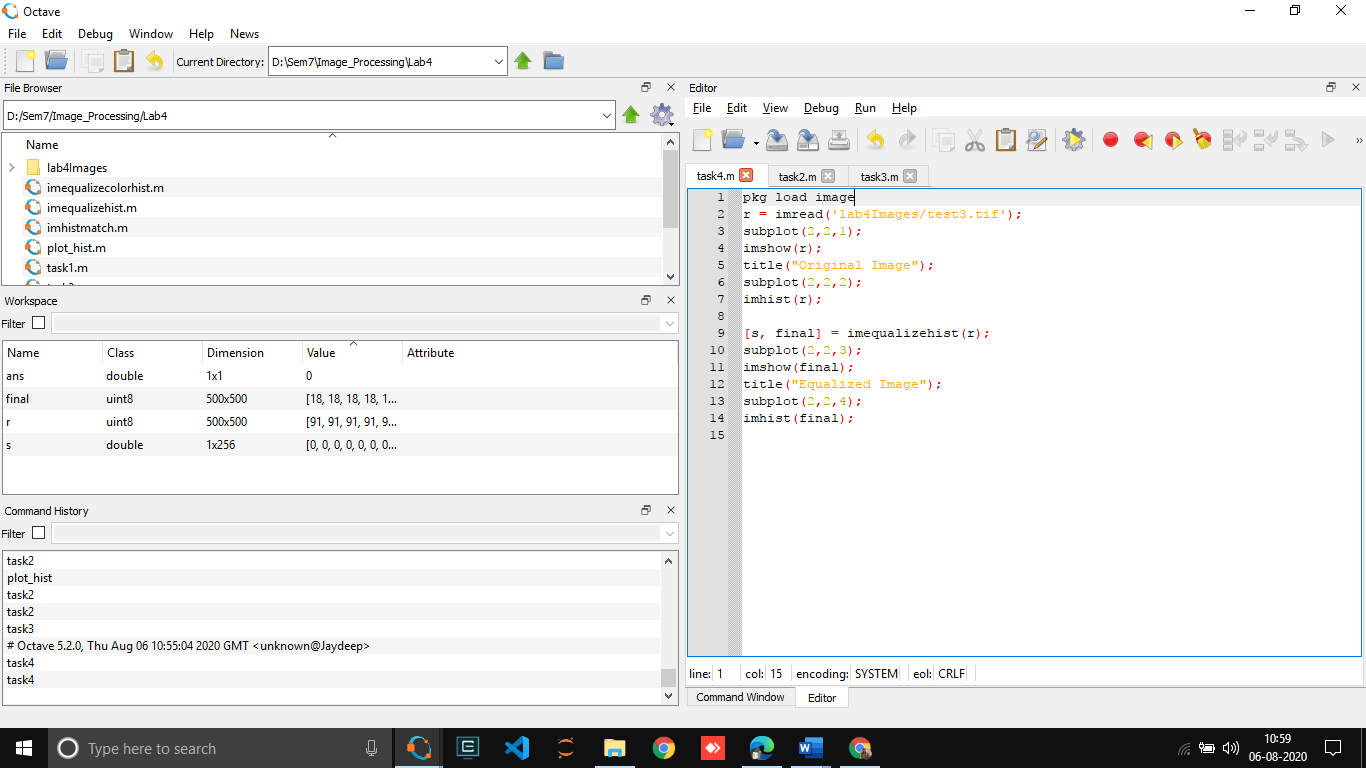 Octave
File Edit Debug Window Help News
Current Directory: D:\Sem7\Image_Processing\Lab4
File Browser
D:/Sem7/Image_Processing/Lab4
Name
lab4Images
imequalizecolorhist.m
imequalizehist.m
imhistmatch.m
plot_hist.m
task1.m
Workspace
Filter
Name Class Dimension Value Attribute
ans double 1x1 0
final uint8 500x500 [18, 18, 18, 18, 1...
r uint8 500x500 [91, 91, 91, 91, 9...
s double 1x256 [0, 0, 0, 0, 0, 0, 0...
Command History
Filter
task2
plot_hist
task2
task2
task3
# Octave 5.2.0, Thu Aug 06 10:55:04 2020 GMT <unknown@Jaydeep>
task4
task4
Editor
File Edit View Debug Run Help
»
task4.m task2.m task3.m
1 pkg load image
2 r = imread('lab4Images/test3.tif');
3 subplot(2,2,1);
4 imshow(r);
5 title("Original Image");
6 subplot(2,2,2);
7 imhist(r);
8
9 [s, final] = imequalizehist(r);
10 subplot(2,2,3);
11 imshow(final);
12 title("Equalized Image");
13 subplot(2,2,4);
14 imhist(final);
15
line: 1 col: 15 encoding: SYSTEM eol: CRLF
Command Window Editor
Type here to search
10:59
06-08-2020